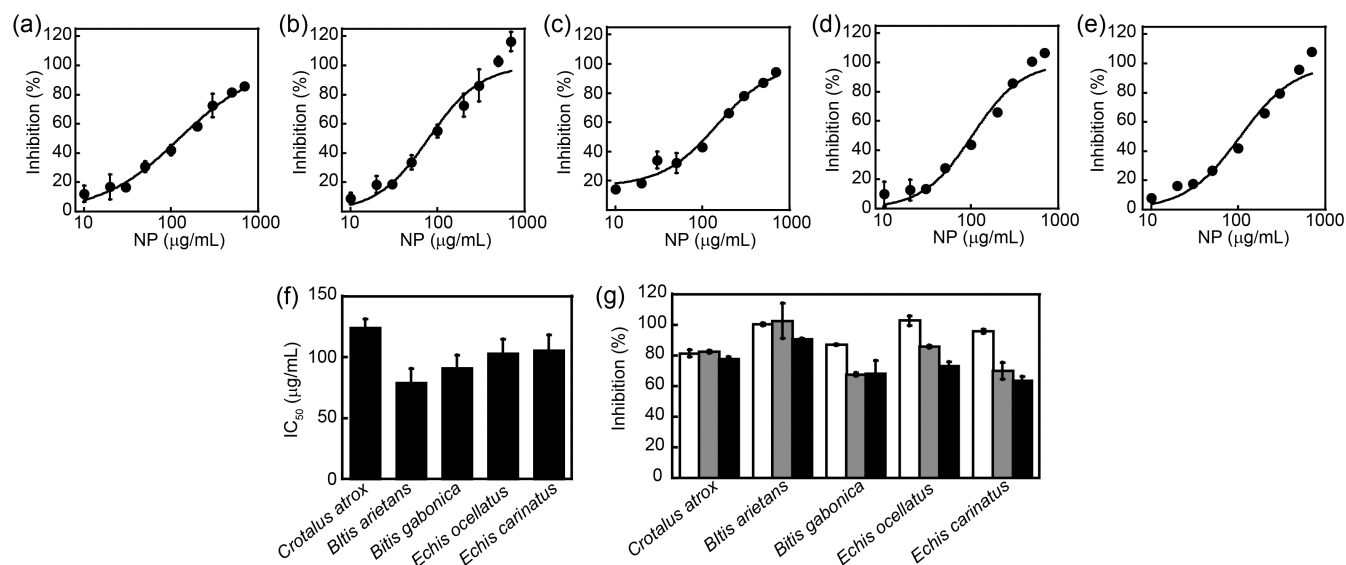 (a)
120
100
80
60
40
20
0
Inhibition (%)
10
100
1000
NP (µg/mL)
(b)
120
100
80
60
40
20
0
Inhibition (%)
10
100
1000
NP (µg/mL)
(c)
120
100
80
60
40
20
0
Inhibition (%)
10
100
1000
NP (µg/mL)
(d)
120
100
80
60
40
20
0
Inhibition (%)
10
100
1000
NP (µg/mL)
(e)
120
100
80
60
40
20
0
Inhibition (%)
10
100
1000
NP (µg/mL)
(f)
150
100
50
0
IC50 (µg/mL)
Crotalus atrox
BItis arietans
Bitis gabonica
Echis ocellatus
Echis carinatus
(g)
120
100
80
60
40
20
0
Inhibition (%)
Crotalus atrox
BItis arietans
Bitis gabonica
Echis ocellatus
Echis carinatus